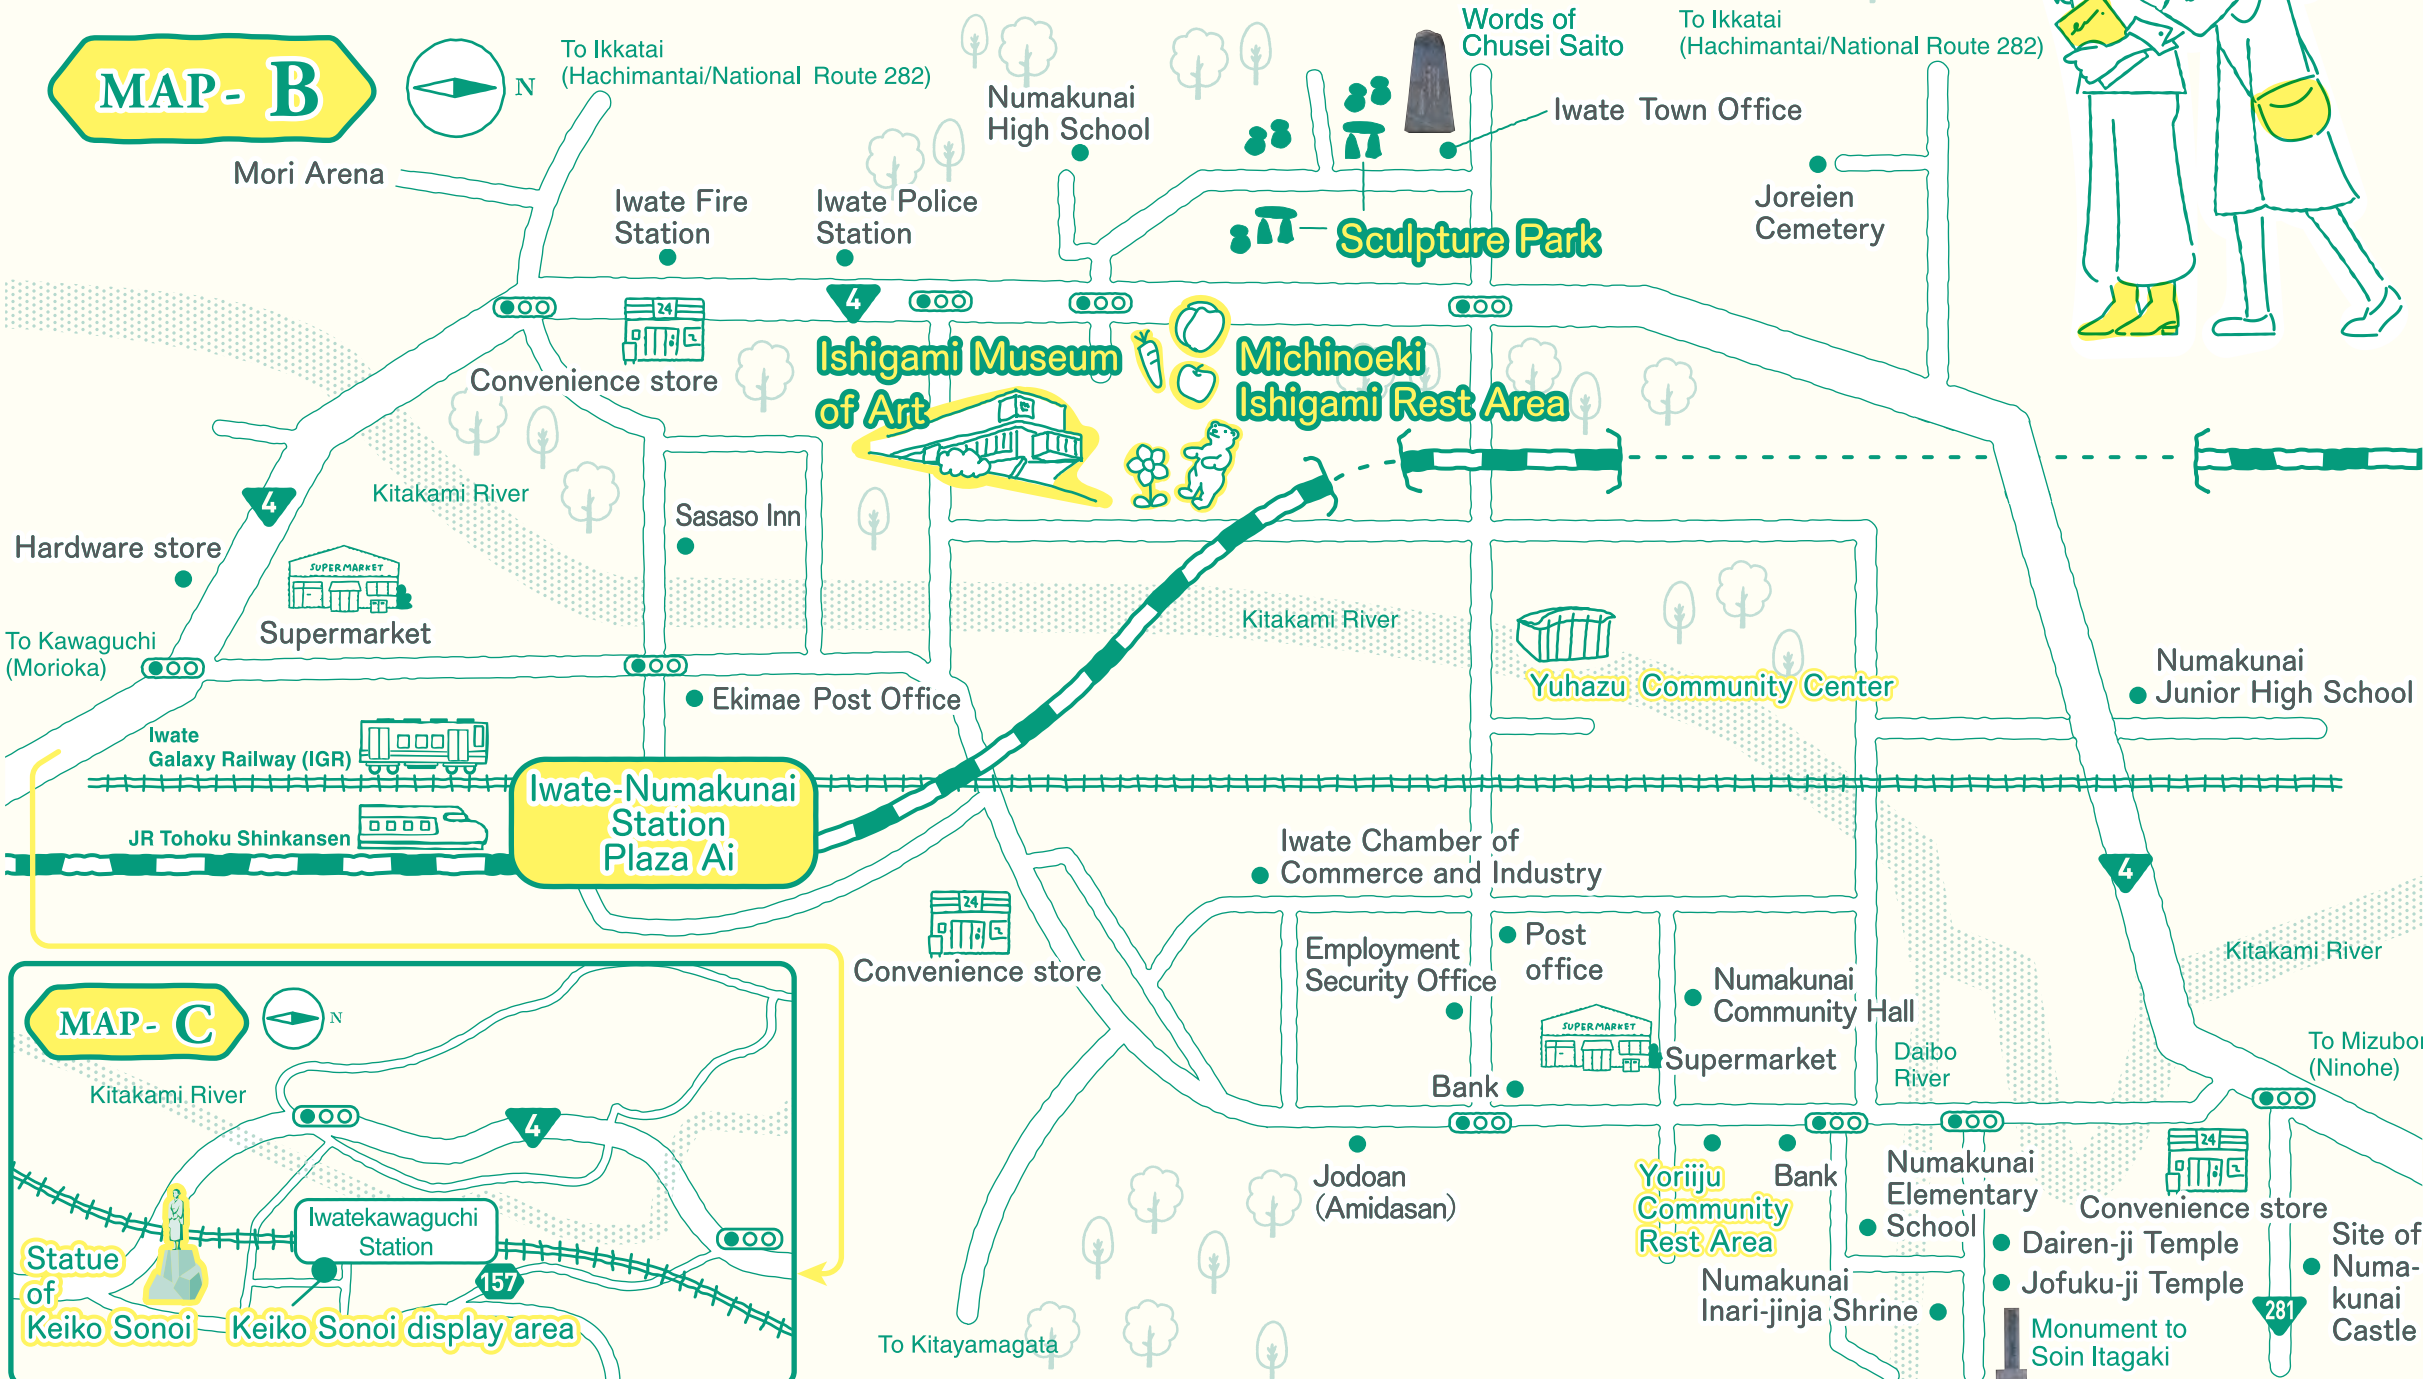 MAP- B
N
To Ikkatai
(Hachimantai/National Route 282)
Mori Arena
Iwate Fire
Station
Iwate Police
Station
Numakunai
High School
Words of
Chusei Saito
To Ikkatai
(Hachimantai/National Route 282)
Iwate Town Office
Joreien
Cemetery
Sculpture Park
24
4
Convenience store
Ishigami Museum
of Art
Michinoeki
Ishigami Rest Area
Kitakami River
4
Sasaso Inn
Hardware store
SUPERMARKET
Supermarket
To Kawaguchi
(Morioka)
Kitakami River
Yuhazu Community Center
Numakunai
Junior High School
Ekimae Post Office
Iwate
Galaxy Railway (IGR)
JR Tohoku Shinkansen
Iwate-Numakunai
Station
Plaza Ai
Iwate Chamber of
Commerce and Industry
4
24
Convenience store
Employment
Security Office
Post
office
Numakunai
Community Hall
SUPERMARKET
Supermarket
Bank
Daibo
River
Kitakami River
To Mizubor
(Ninohe)
Jodoan
(Amidasan)
Yoriiju
Community
Rest Area
Bank
Numakunai
Elementary
School
24
Convenience store
Dairen-ji Temple
Jofuku-ji Temple
Site of
Numa-
kunai
Castle
281
Numakunai
Inari-jinja Shrine
Monument to
Soin Itagaki
To Kitayamagata
MAP- C
N
Kitakami River
4
Iwatekawaguchi
Station
157
Statue
of
Keiko Sonoi
Keiko Sonoi display area